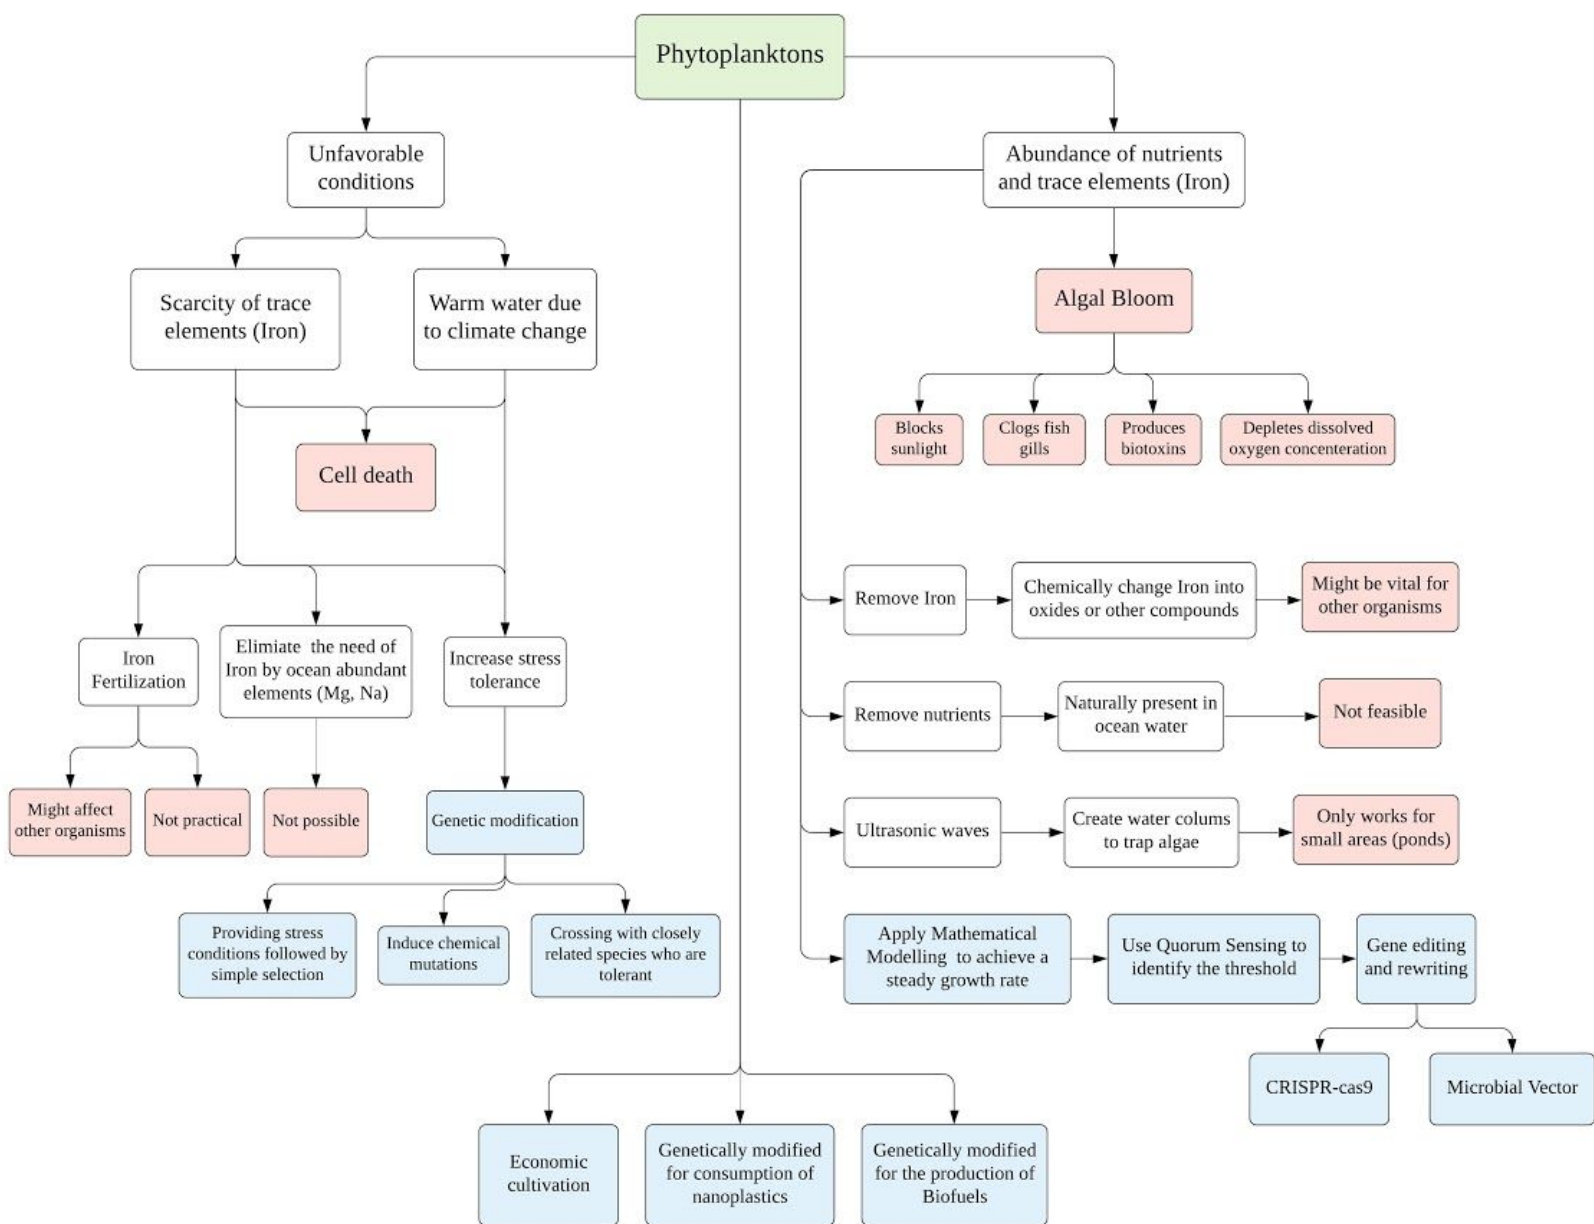 Phytoplanktons
Unfavorable
conditions
Abundance of nutrients
and trace elements (Iron)
Scarcity of trace
elements (Iron)
Warm water due
to climate change
Algal Bloom
Blocks
sunlight
Clogs fish
gills
Produces
biotoxins
Depletes dissolved
oxygen concenteration
Cell death
Remove Iron
Chemically change Iron into
oxides or other compounds
Might be vital for
other organisms
Iron
Fertilization
Elimiate the need of
Iron by ocean abundant
elements (Mg, Na)
Increase stress
tolerance
Remove nutrients
Naturally present in
ocean water
Not feasible
Might affect
other organisms
Not practical
Not possible
Genetic modification
Ultrasonic waves
Create water colums
to trap algae
Only works for
small areas (ponds)
Providing stress
conditions followed by
simple selection
Induce chemical
mutations
Crossing with closely
related species who are
tolerant
Apply Mathematical
Modelling to achieve a
steady growth rate
Use Quorum Sensing to
identify the threshold
Gene editing
and rewriting
CRISPR-cas9
Microbial Vector
Economic
cultivation
Genetically modified
for consumption of
nanoplastics
Genetically modified
for the production of
Biofuels